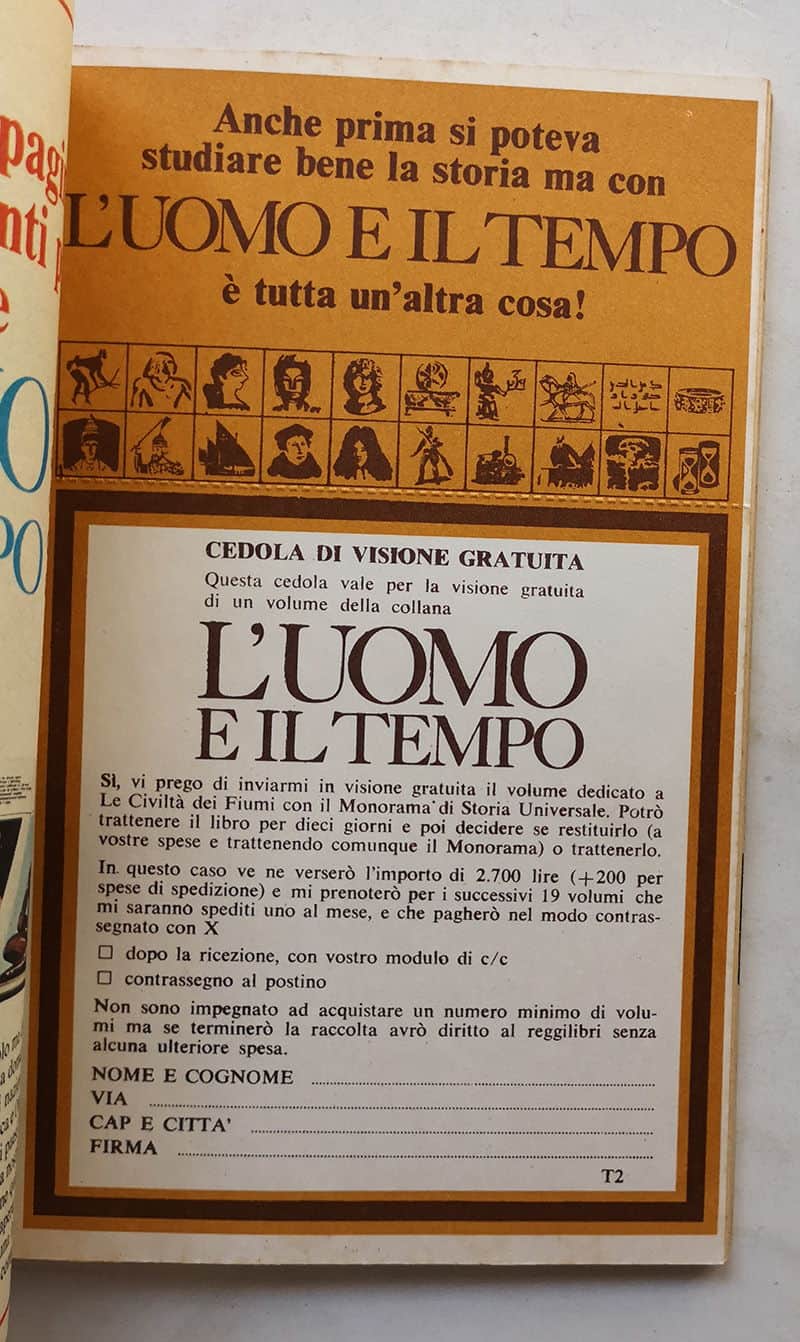 Anche prima si poteva
studiare bene la storia ma con
L'UOMO E IL TEMPO
è tutta un'altra cosa!
CEDOLA DI VISIONE GRATUITA
Questa cedola vale per la visione gratuita
di un volume della collana
L'UOMO
E IL TEMPO
Sì, vi prego di inviarmi in visione gratuita il volume dedicato a
Le Civiltà dei Fiumi con il Monorama di Storia Universale. Potrò
trattenere il libro per dieci giorni e poi decidere se restituirlo (a
vostre spese e trattenendo comunque il Monorama) o trattenerlo.
In questo caso ve ne verserò l'importo di 2.700 lire (+200 per
spese di spedizione) e mi prenoterò per i successivi 19 volumi che
mi saranno spediti uno al mese, e che pagherò nel modo contras-
segnato con X
☐ dopo la ricezione, con vostro modulo di c/c
☐ contrassegno al postino
Non sono impegnato ad acquistare un numero minimo di volu-
mi ma se terminerò la raccolta avrò diritto al reggilibri senza
alcuna ulteriore spesa.
NOME E COGNOME
VIA
CAP E CITTA'
FIRMA
T2